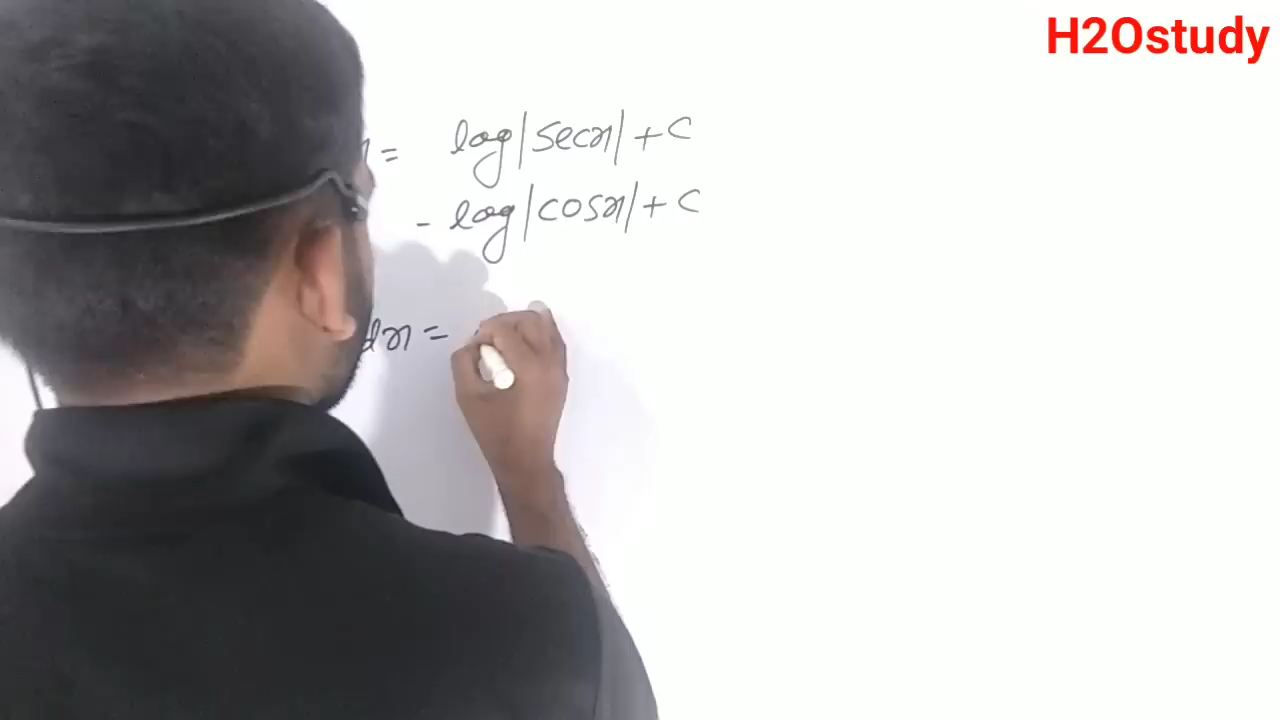 H2Ostudy
= log|secx| + c
- log|cosx| + c
dx =